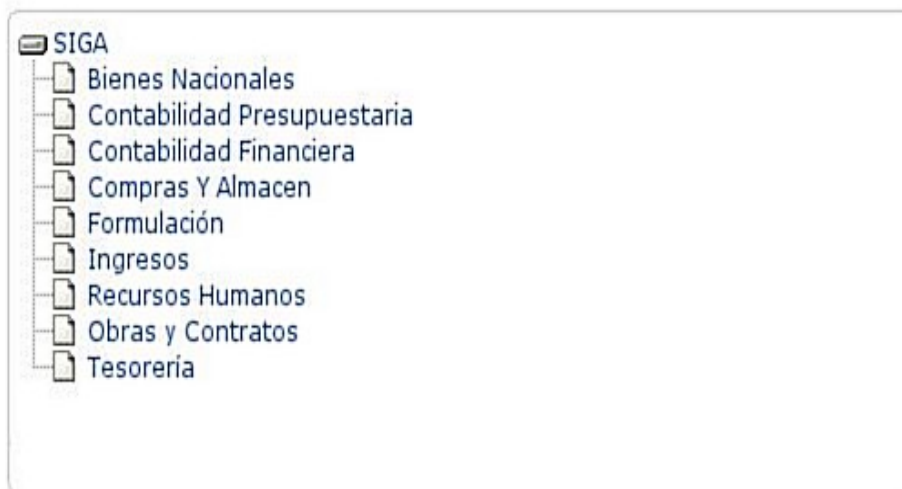 SIGA
Bienes Nacionales
Contabilidad Presupuestaria
Contabilidad Financiera
Compras Y Almacen
Formulación
Ingresos
Recursos Humanos
Obras y Contratos
Tesorería